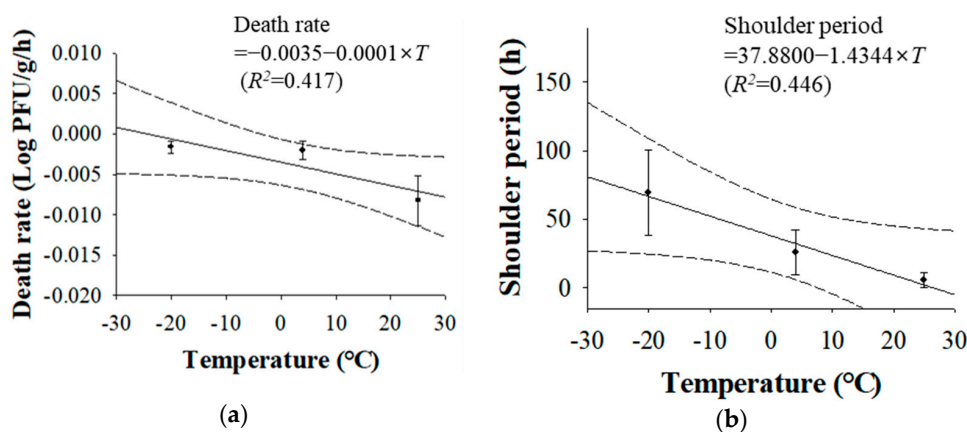 Death rate
=−0.0035−0.0001×T
(R²=0.417)
0.010
0.005
0.000
-0.005
-0.010
-0.015
-0.020
Death rate (Log PFU/g/h)
-30 -20 -10 0 10 20 30
Temperature (°C)
(a)
Shoulder period
=37.8800−1.4344×T
(R²=0.446)
150
100
50
0
Shoulder period (h)
-30 -20 -10 0 10 20 30
Temperature (°C)
(b)